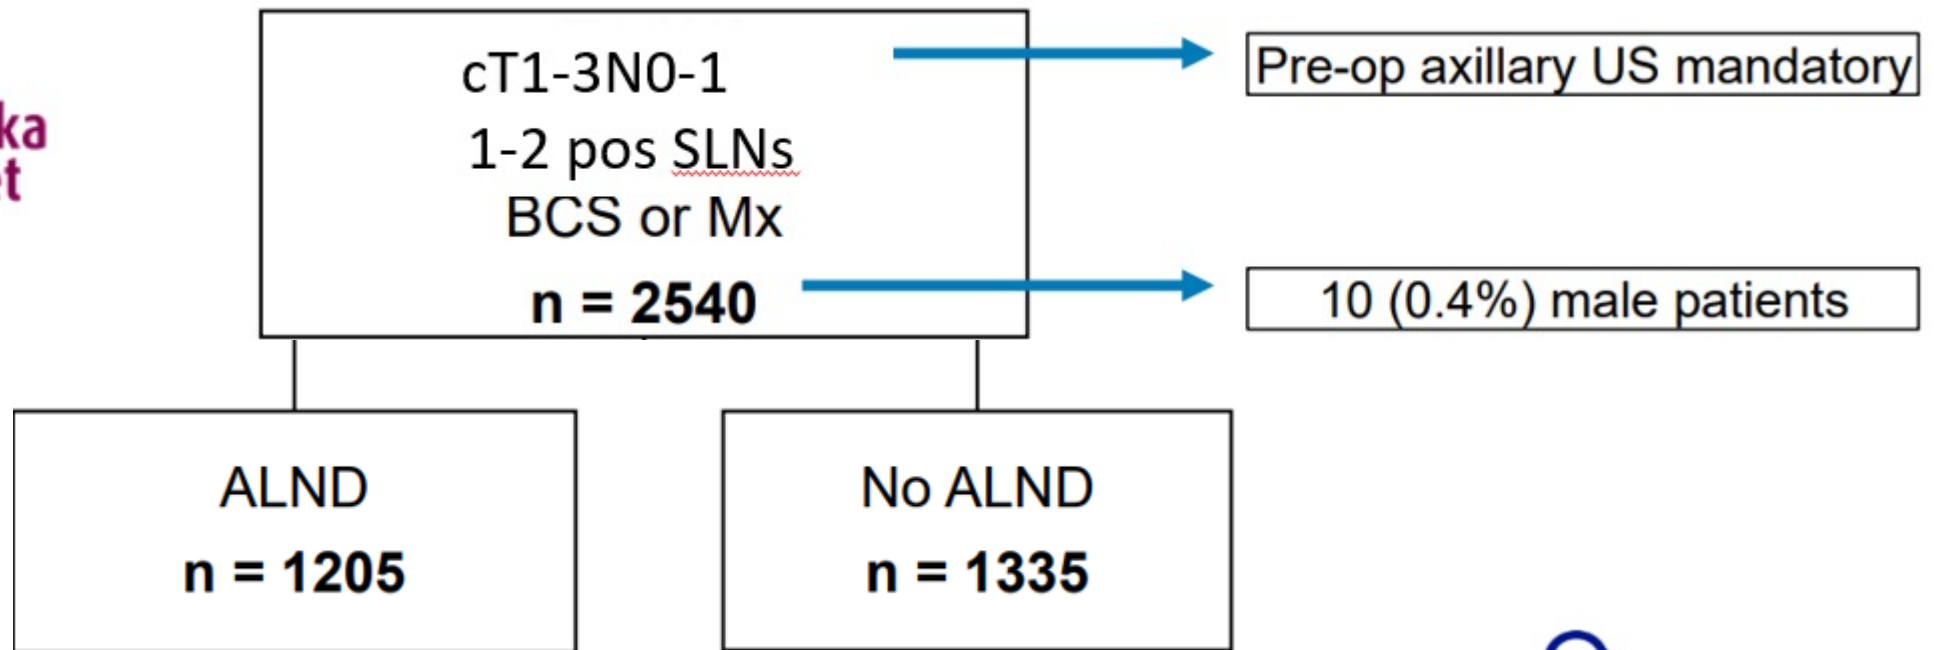 cT1-3N0-1
Pre-op axillary US mandatory
ka
t
1-2 pos SLNs
BCS or Mx
n = 2540
10 (0.4%) male patients
ALND
n = 1205
No ALND
n = 1335